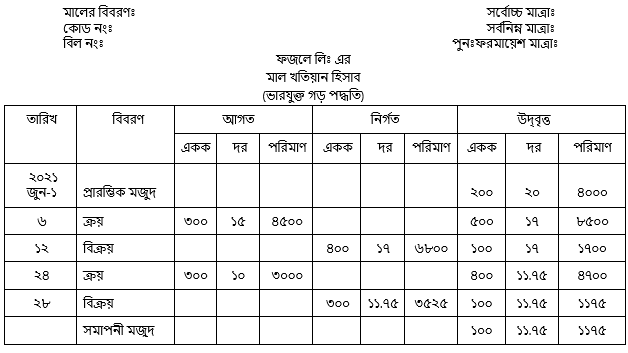 মালের বিবরণঃ সর্বোচ্চ মাত্রাঃ
কোড নংঃ সর্বনিন্ন মাত্রাঃ
বিল নংঃ পুনঃফরমায়েশ মাত্রাঃ
ফজলে লিঃ এর
মাল খতিয়ান হিসাব
(ভারযুক্ত গড় পদ্ধতি)
তারিখ বিবরণ আগত নির্গত উদ্‌বৃত্ত
একক দর পরিমাণ একক দর পরিমাণ একক দর পরিমাণ
২০২১
জুন-১ প্রারম্ভিক মজুদ ২০০ ২০ ৪০০০
৬ ক্রয় ৩০০ ১৫ ৪৫০০ ৫০০ ১৭ ৮৫০০
১২ বিক্রয় ৪০০ ১৭ ৬৮০০ ১০০ ১৭ ১৭০০
২৪ ক্রয় ৩০০ ১০ ৩০০০ ৪০০ ১১.৭৫ ৪৭০০
২৮ বিক্রয় ৩০০ ১১.৭৫ ৩৫২৫ ১০০ ১১.৭৫ ১১৭৫
সমাপনী মজুদ ১০০ ১১.৭৫ ১১৭৫